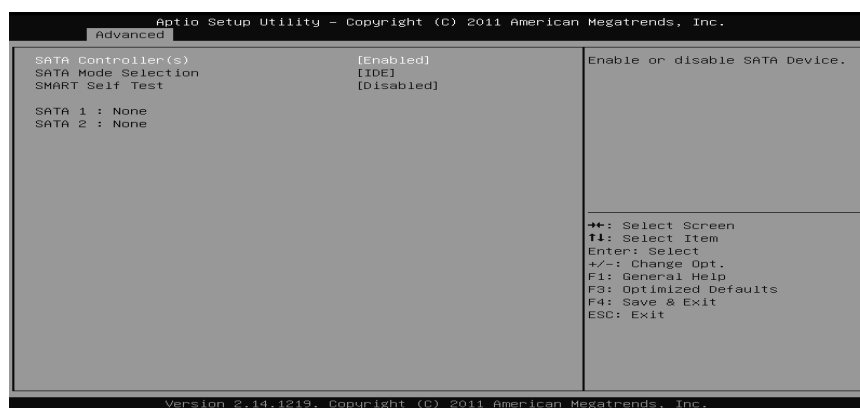 Aptio Setup Utility – Copyright (C) 2011 American Megatrends, Inc.
Advanced
SATA Controller(s) [Enabled]
SATA Mode Selection [IDE]
SMART Self Test [Disabled]
SATA 1 : None
SATA 2 : None
Enable or disable SATA Device.
→←: Select Screen
↑↓: Select Item
Enter: Select
+/-: Change Opt.
F1: General Help
F3: Optimized Defaults
F4: Save & Exit
ESC: Exit
Version 2.14.1219. Copyright (C) 2011 American Megatrends, Inc.